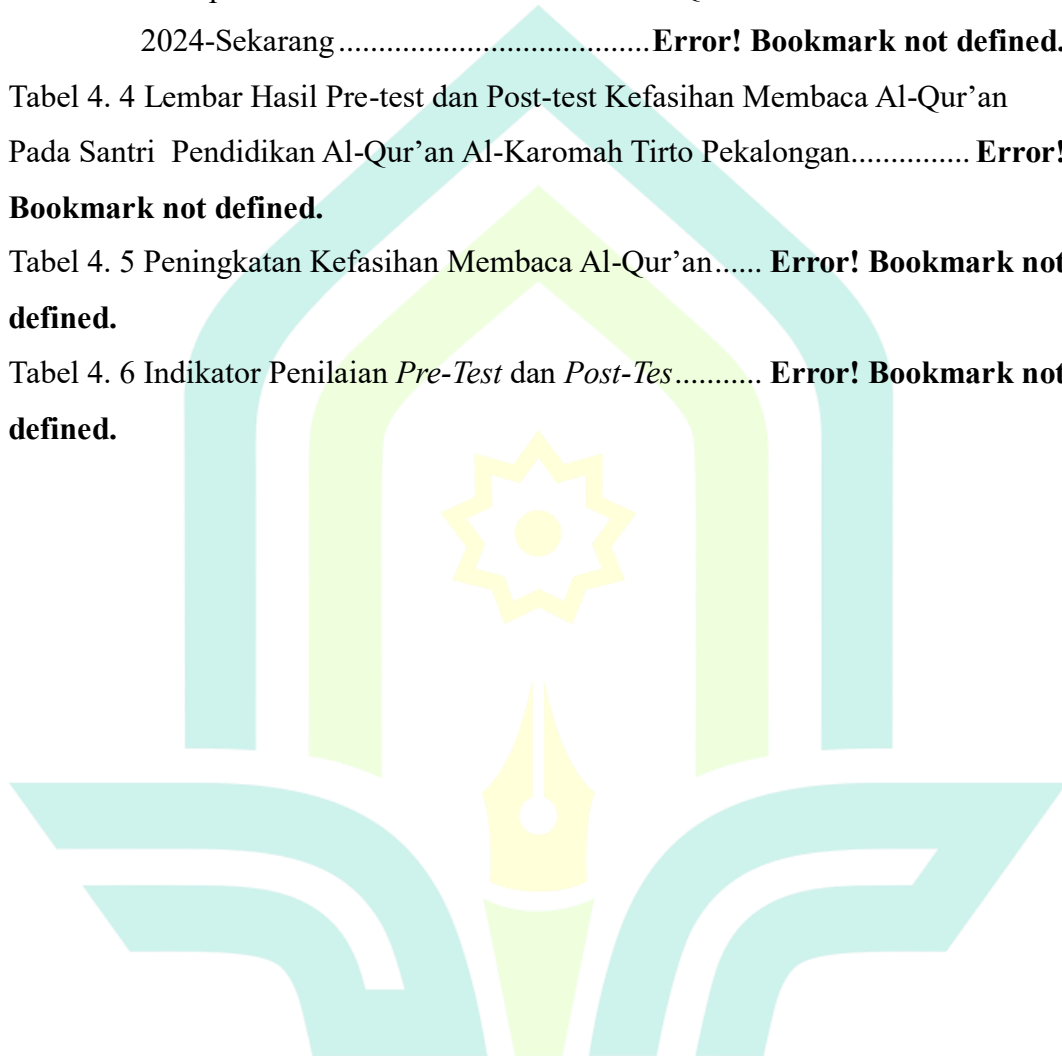 2024-Sekarang....................................Error! Bookmark not defined.
Tabel 4. 4 Lembar Hasil Pre-test dan Post-test Kefasihan Membaca Al-Qur’an
Pada Santri  Pendidikan Al-Qur’an Al-Karomah Tirto Pekalongan............... Error!
Bookmark not defined.
Tabel 4. 5 Peningkatan Kefasihan Membaca Al-Qur’an...... Error! Bookmark not
defined.
Tabel 4. 6 Indikator Penilaian Pre-Test dan Post-Tes........... Error! Bookmark not
defined.